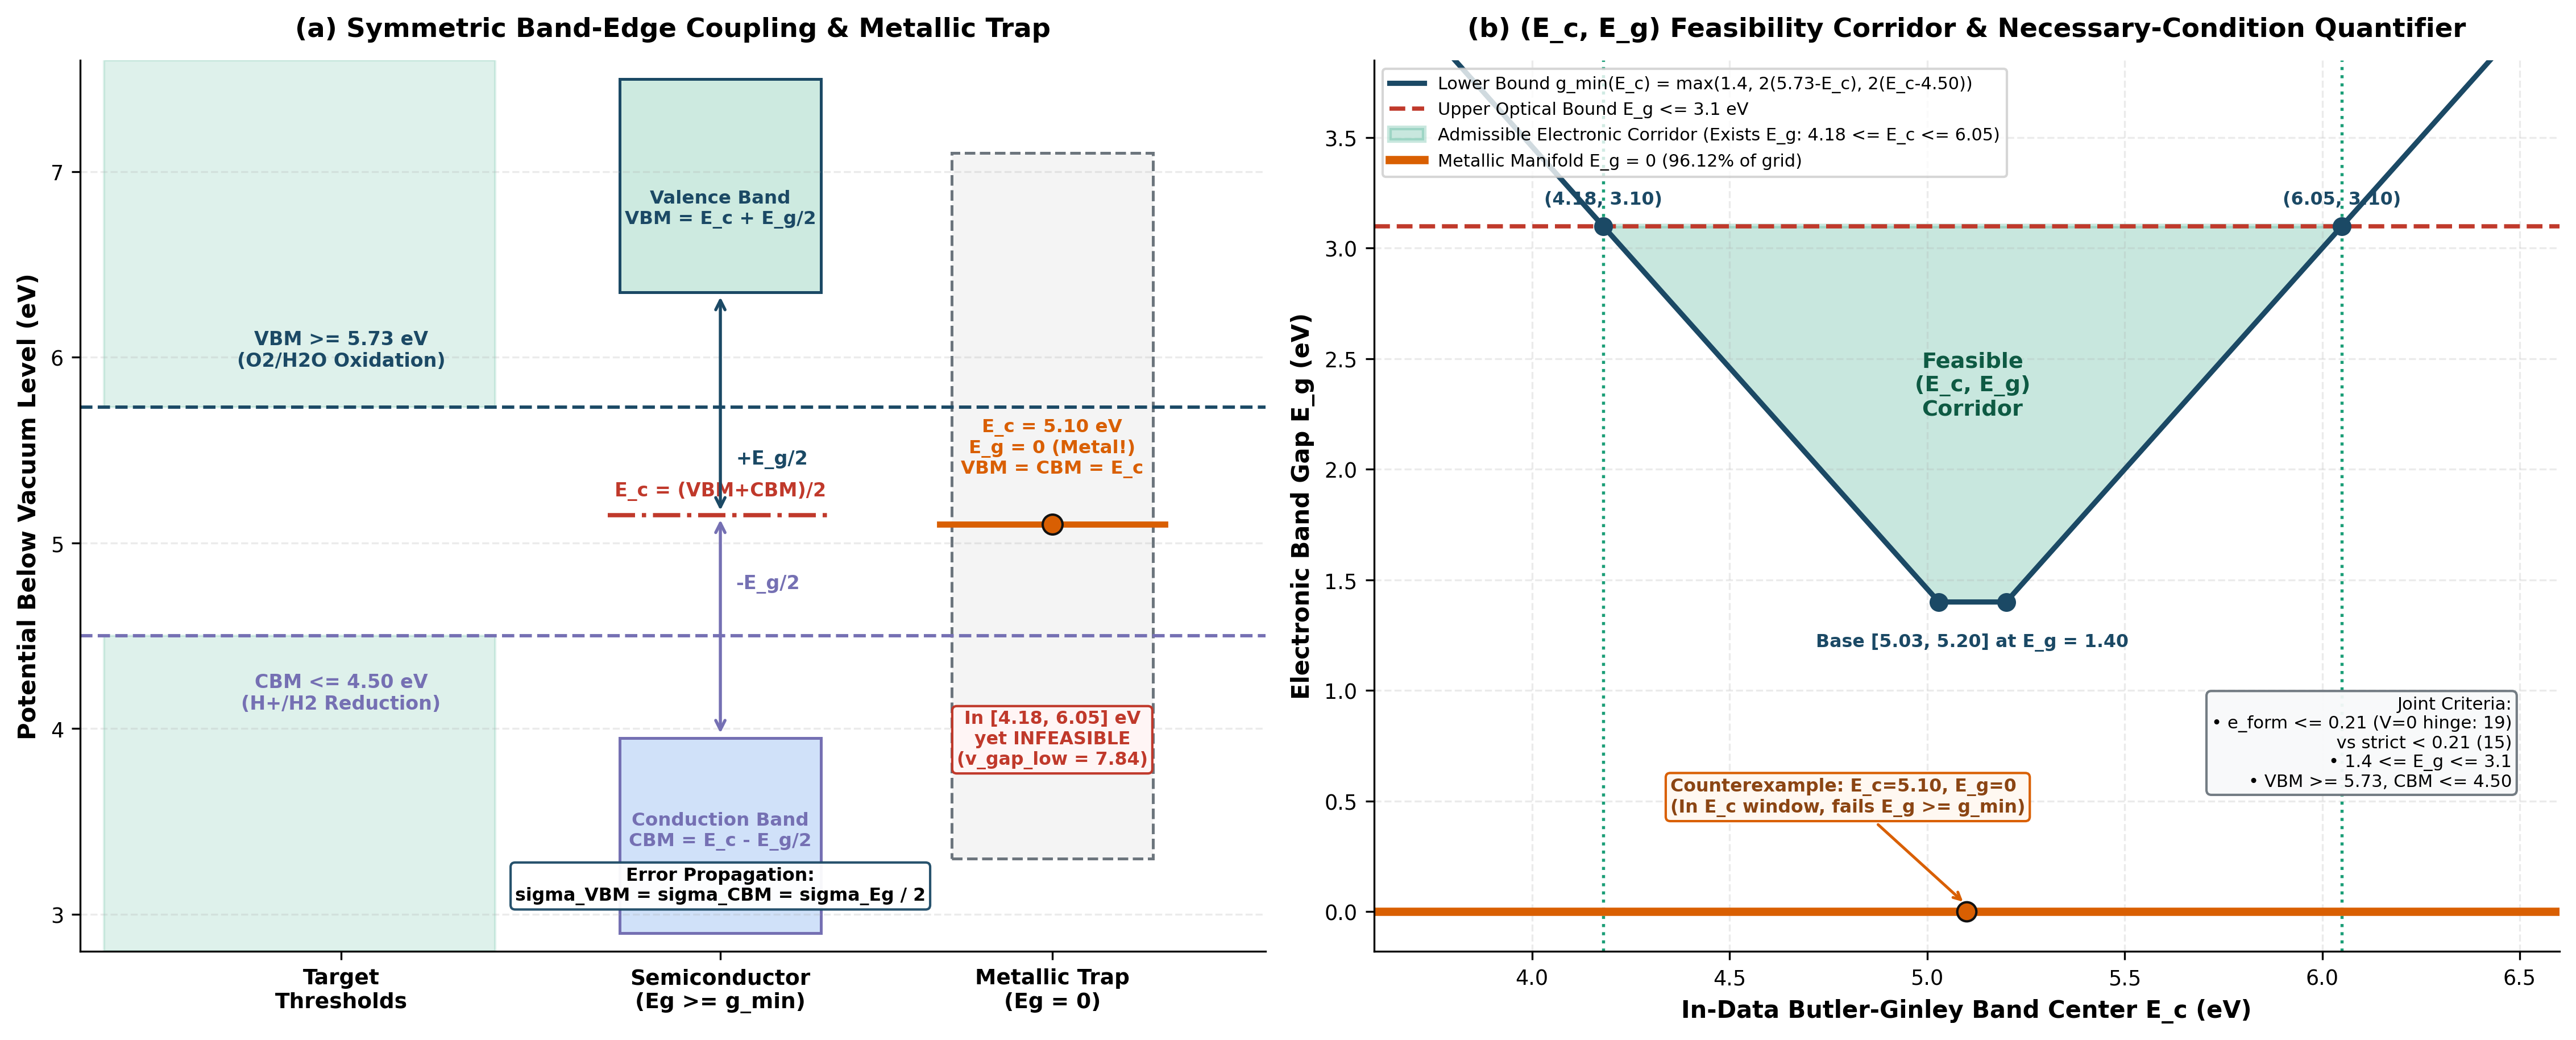 (a) Symmetric Band-Edge Coupling & Metallic Trap
Potential Below Vacuum Level (eV)
7
6
5
4
3
VBM >= 5.73 eV
(O2/H2O Oxidation)
CBM <= 4.50 eV
(H+/H2 Reduction)
Valence Band
VBM = E_c + E_g/2
+E_g/2
E_c = (VBM+CBM)/2
-E_g/2
Conduction Band
CBM = E_c - E_g/2
Error Propagation:
sigma_VBM = sigma_CBM = sigma_Eg / 2
E_c = 5.10 eV
E_g = 0 (Metal!)
VBM = CBM = E_c
In [4.18, 6.05] eV
yet INFEASIBLE
(v_gap_low = 7.84)
Target
Thresholds
Semiconductor
(Eg >= g_min)
Metallic Trap
(Eg = 0)
(b) (E_c, E_g) Feasibility Corridor & Necessary-Condition Quantifier
Electronic Band Gap E_g (eV)
3.5
3.0
2.5
2.0
1.5
1.0
0.5
0.0
Lower Bound g_min(E_c) = max(1.4, 2(5.73-E_c), 2(E_c-4.50))
Upper Optical Bound E_g <= 3.1 eV
Admissible Electronic Corridor (Exists E_g: 4.18 <= E_c <= 6.05)
Metallic Manifold E_g = 0 (96.12% of grid)
(4.18, 3.10)
(6.05, 3.10)
Feasible
(E_c, E_g)
Corridor
Base [5.03, 5.20] at E_g = 1.40
Joint Criteria:
• e_form <= 0.21 (V=0 hinge: 19)
vs strict < 0.21 (15)
• 1.4 <= E_g <= 3.1
• VBM >= 5.73, CBM <= 4.50
Counterexample: E_c=5.10, E_g=0
(In E_c window, fails E_g >= g_min)
4.0
4.5
5.0
5.5
6.0
6.5
In-Data Butler-Ginley Band Center E_c (eV)